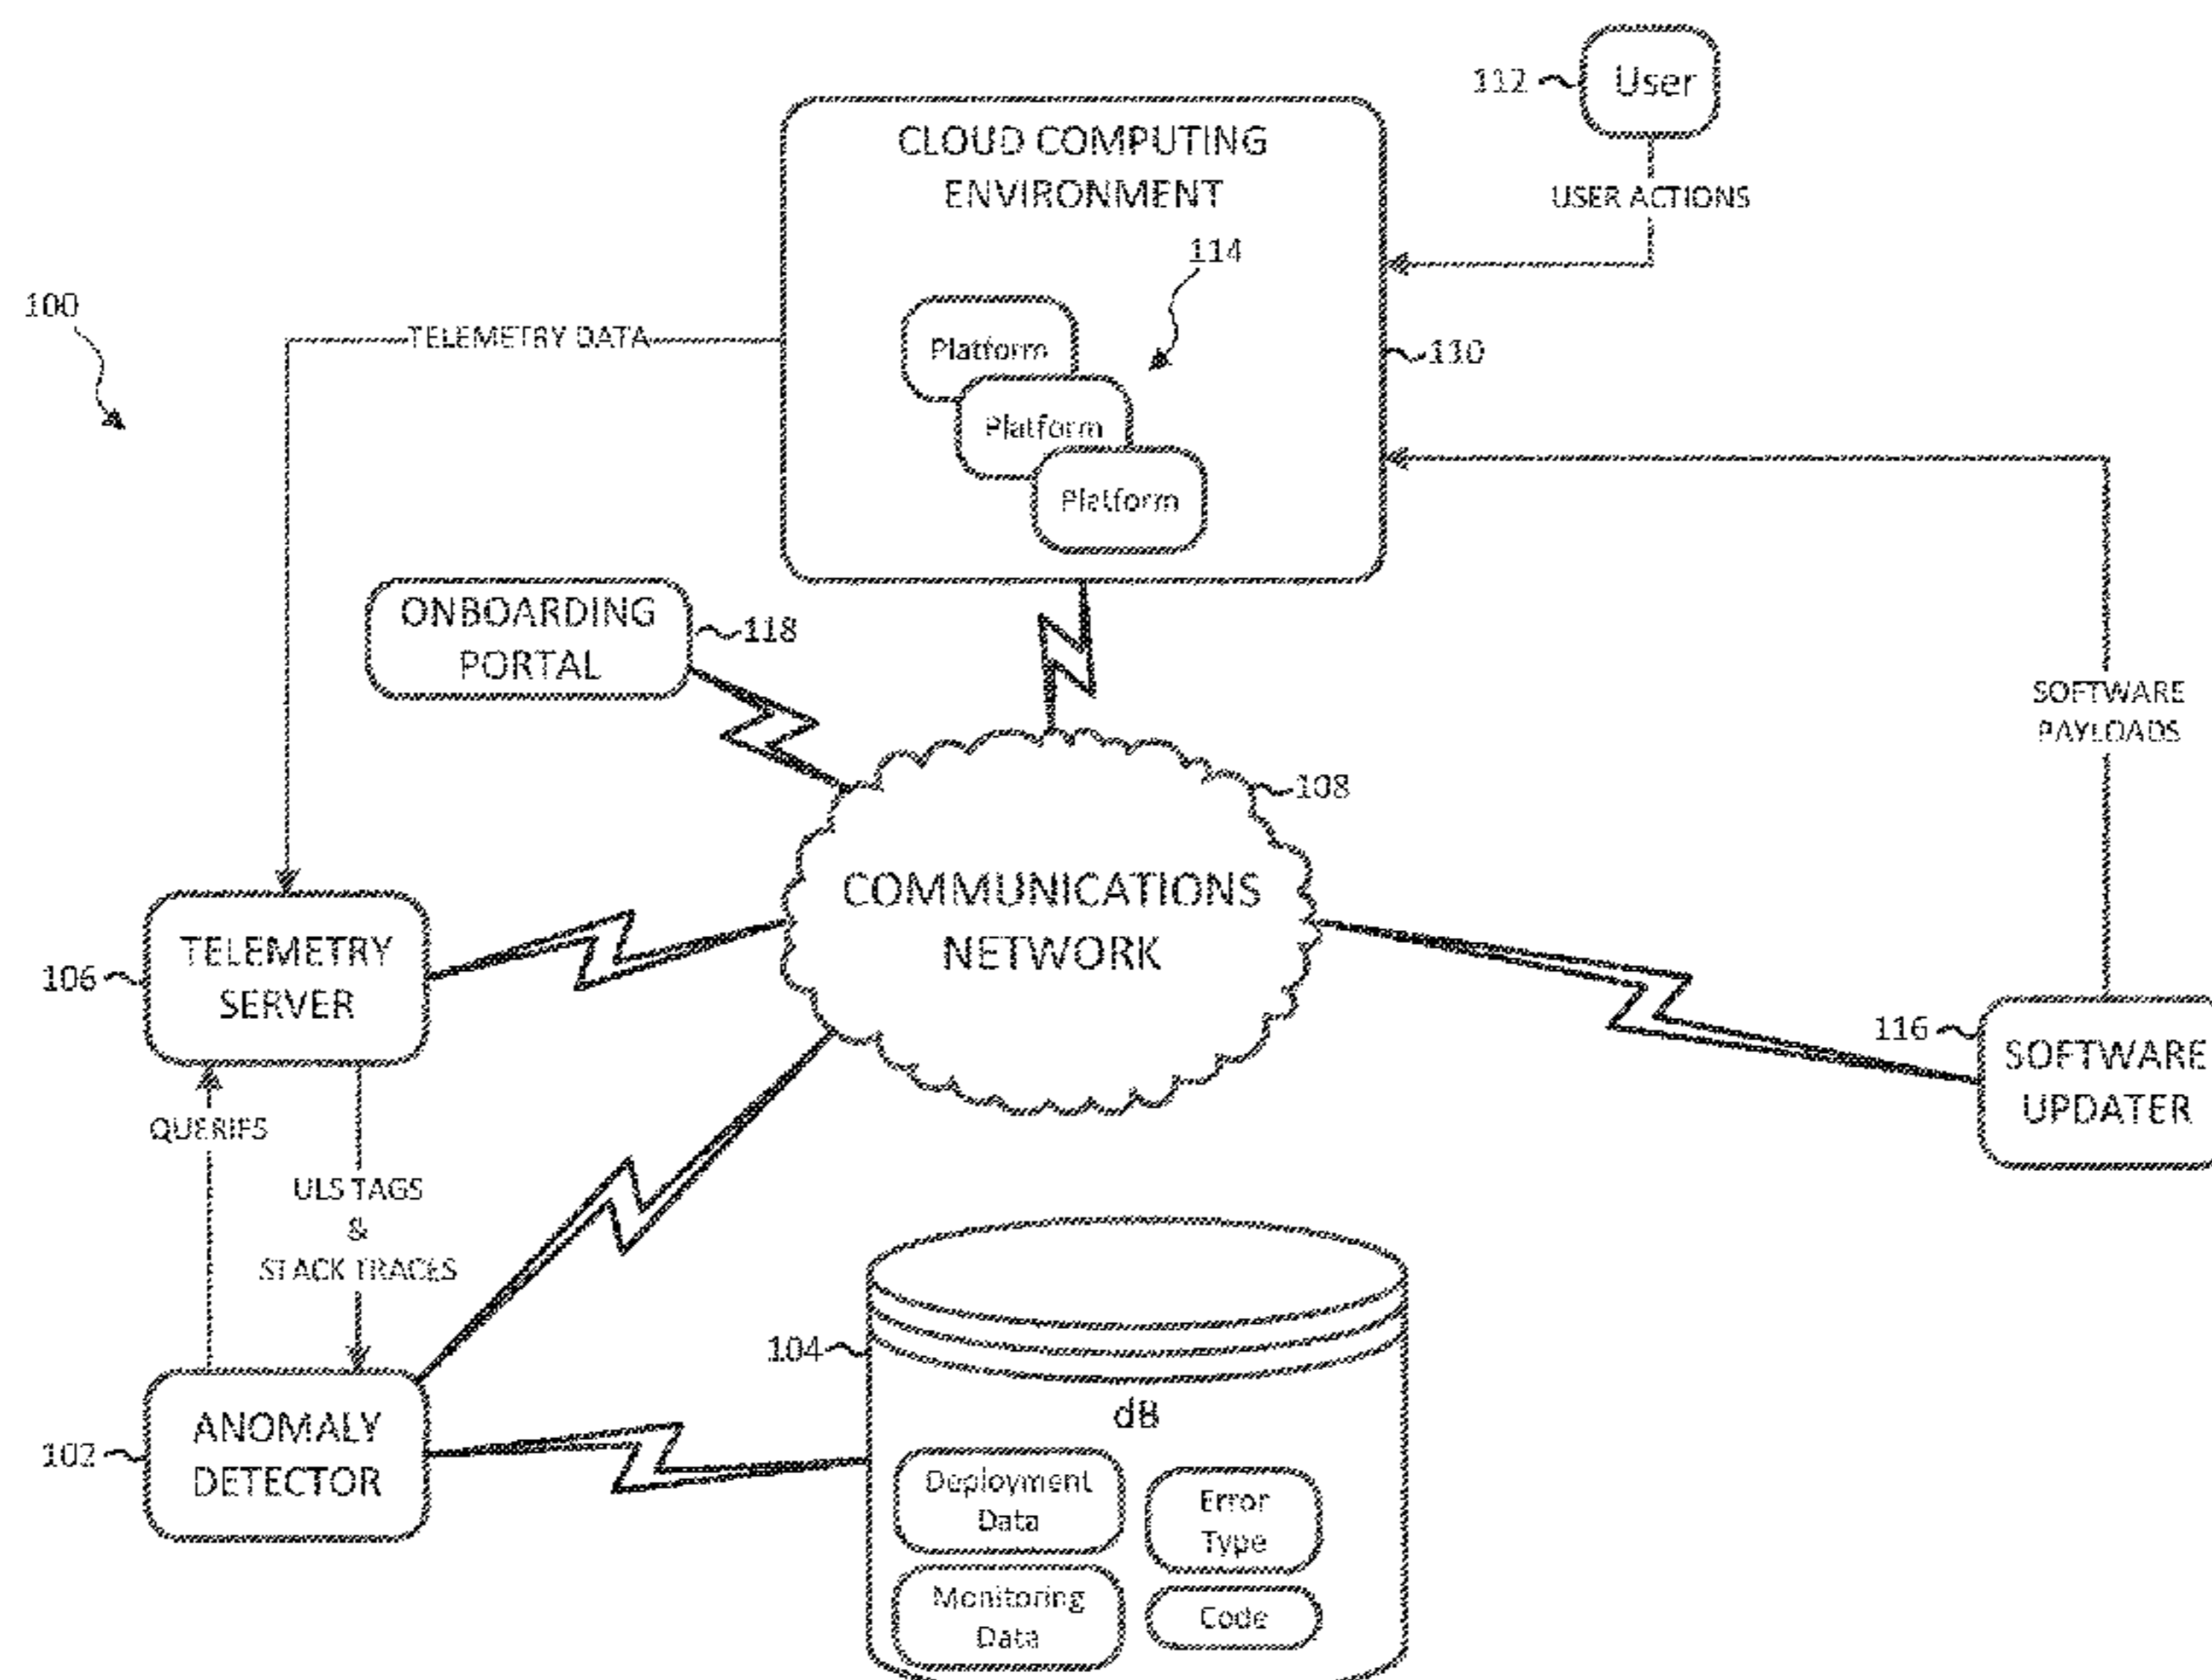 112
User
CLOUD COMPUTING
ENVIRONMENT
USER ACTIONS
114
100
TELEMETRY DATA
Platform
110
Platform
Platform
ONBOARDING
PORTAL
118
SOFTWARE
PAYLOADS
108
COMMUNICATIONS
NETWORK
TELEMETRY
SERVER
106
116
SOFTWARE
UPDATER
QUERIES
ULS TAGS
&
STACK TRACES
104
dB
ANOMALY
DETECTOR
102
Deployment
Data
Error
Type
Monitoring
Data
Code